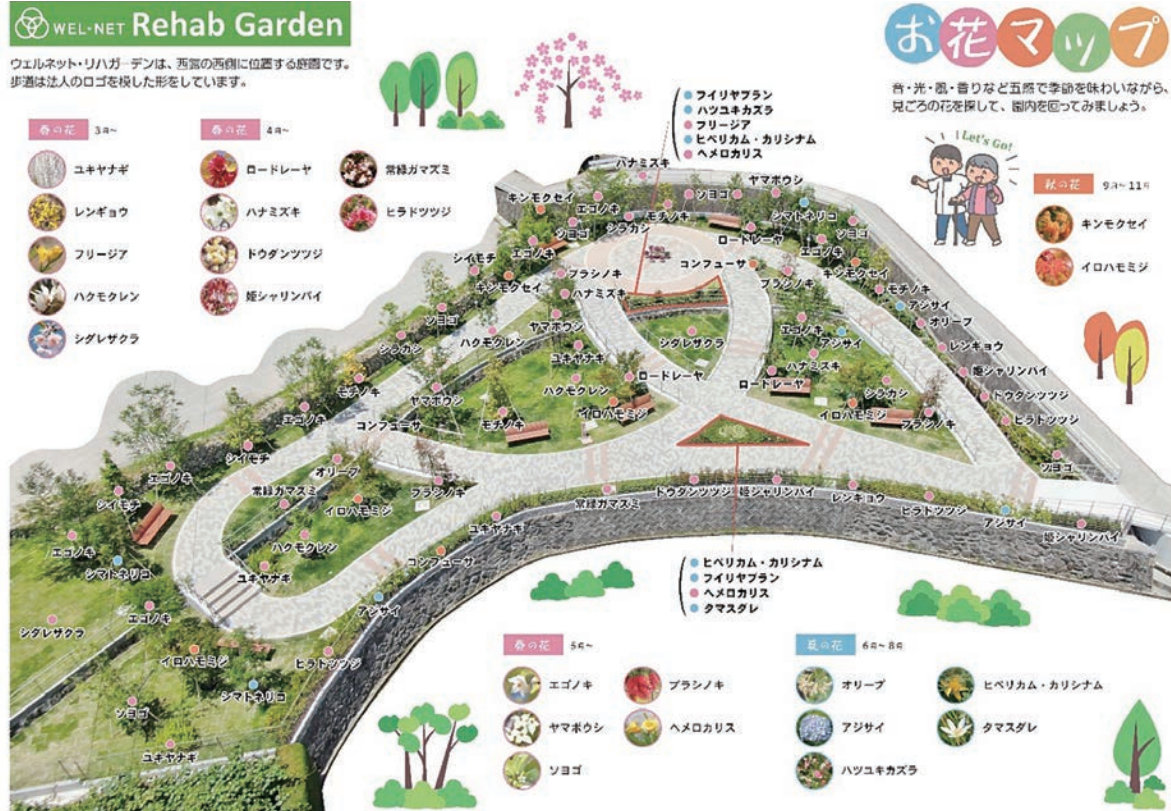 WEL-NET Rehab Garden
ウェルネット・リハガーデンは、西宮の西側に位置する庭園です。
歩道は法人のロゴを模した形をしています。
お花マップ
音・光・風・香りなど五感で季節を味わいながら、
見ごろの花を探して、園内を回ってみましょう。
Let's Go!
春の花 3月〜
ユキヤナギ
レンギョウ
フリージア
ハクモクレン
シダレザクラ
春の花 4月〜
ロードレーヤ
ハナミズキ
ドウダンツツジ
姫シャリンバイ
常緑ガマズミ
ヒラドツツジ
秋の花 9月〜11月
キンモクセイ
イロハモミジ
フイリヤブラン
ハツユキカズラ
フリージア
ヒペリカム・カリシナム
ヘメロカリス
ハナミズキ
キンモクセイ
エゴノキ
ソヨゴ
シラカシ
モチノキ
ソヨゴ
ヤマボウシ
シマトネリコ
ソヨゴ
ロードレーヤ
エゴノキ
キンモクセイ
エゴノキ
シイモチ
キンモクセイ
ブラシノキ
ハナミズキ
コンフューサ
ブラシノキ
モチノキ
アジサイ
オリーブ
レンギョウ
姫シャリンバイ
ドウダンツツジ
ヒラドツツジ
ソヨゴ
ソヨゴ
シラカシ
ハクモクレン
ヤマボウシ
ユキヤナギ
ハクモクレン
ロードレーヤ
イロハモミジ
シダレザクラ
エゴノキ
アジサイ
ハナミズキ
ロードレーヤ
シラカシ
イロハモミジ
ブラシノキ
モチノキ
ヤマボウシ
コンフューサ
モチノキ
エゴノキ
シイモチ
エゴノキ
シイモチ
エゴノキ
シマトネリコ
オリーブ
常緑ガマズミ
イロハモミジ
ブラシノキ
ハクモクレン
ユキヤナギ
コンフューサ
ユキヤナギ
常緑ガマズミ
ドウダンツツジ
姫シャリンバイ
レンギョウ
ヒラドツツジ
アジサイ
姫シャリンバイ
アジサイ
ヒラドツツジ
シダレザクラ
エゴノキ
イロハモミジ
シマトネリコ
ソヨゴ
ユキヤナギ
ヒペリカム・カリシナム
フイリヤブラン
ヘメロカリス
タマスダレ
春の花 5月〜
エゴノキ
ヤマボウシ
ソヨゴ
ブラシノキ
ヘメロカリス
夏の花 6月〜8月
オリーブ
アジサイ
ハツユキカズラ
ヒペリカム・カリシナム
タマスダレ